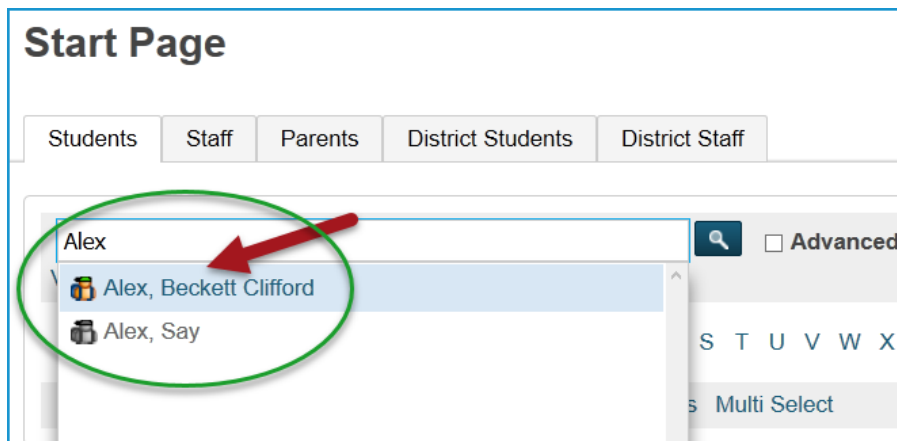 Start Page
Students Staff Parents District Students District Staff
Alex
Advanced
V
Alex, Beckett Clifford
Alex, Say
S T U V W X
s Multi Select